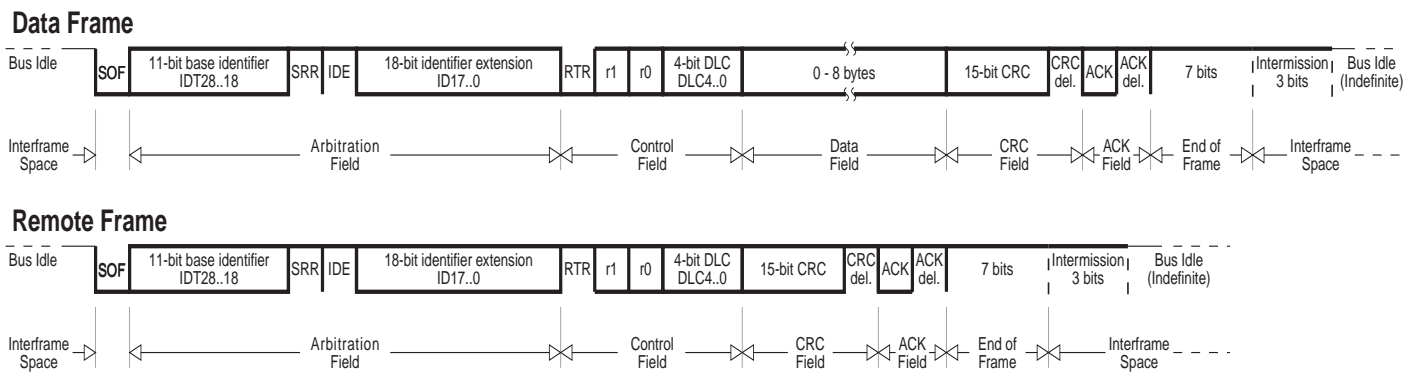 Data Frame
Bus Idle
SOF
11-bit base identifier
IDT28..18
SRR
IDE
18-bit identifier extension
ID17..0
RTR
r1
r0
4-bit DLC
DLC4..0
0 - 8 bytes
15-bit CRC
CRC
del.
ACK
ACK
del.
7 bits
Intermission
3 bits
Bus Idle
(Indefinite)
Interframe
Space
Arbitration
Field
Control
Field
Data
Field
CRC
Field
ACK
Field
End of
Frame
Interframe
Space
Remote Frame
Bus Idle
SOF
11-bit base identifier
IDT28..18
SRR
IDE
18-bit identifier extension
ID17..0
RTR
r1
r0
4-bit DLC
DLC4..0
15-bit CRC
CRC
del.
ACK
ACK
del.
7 bits
Intermission
3 bits
Bus Idle
(Indefinite)
Interframe
Space
Arbitration
Field
Control
Field
CRC
Field
ACK
Field
End of
Frame
Interframe
Space